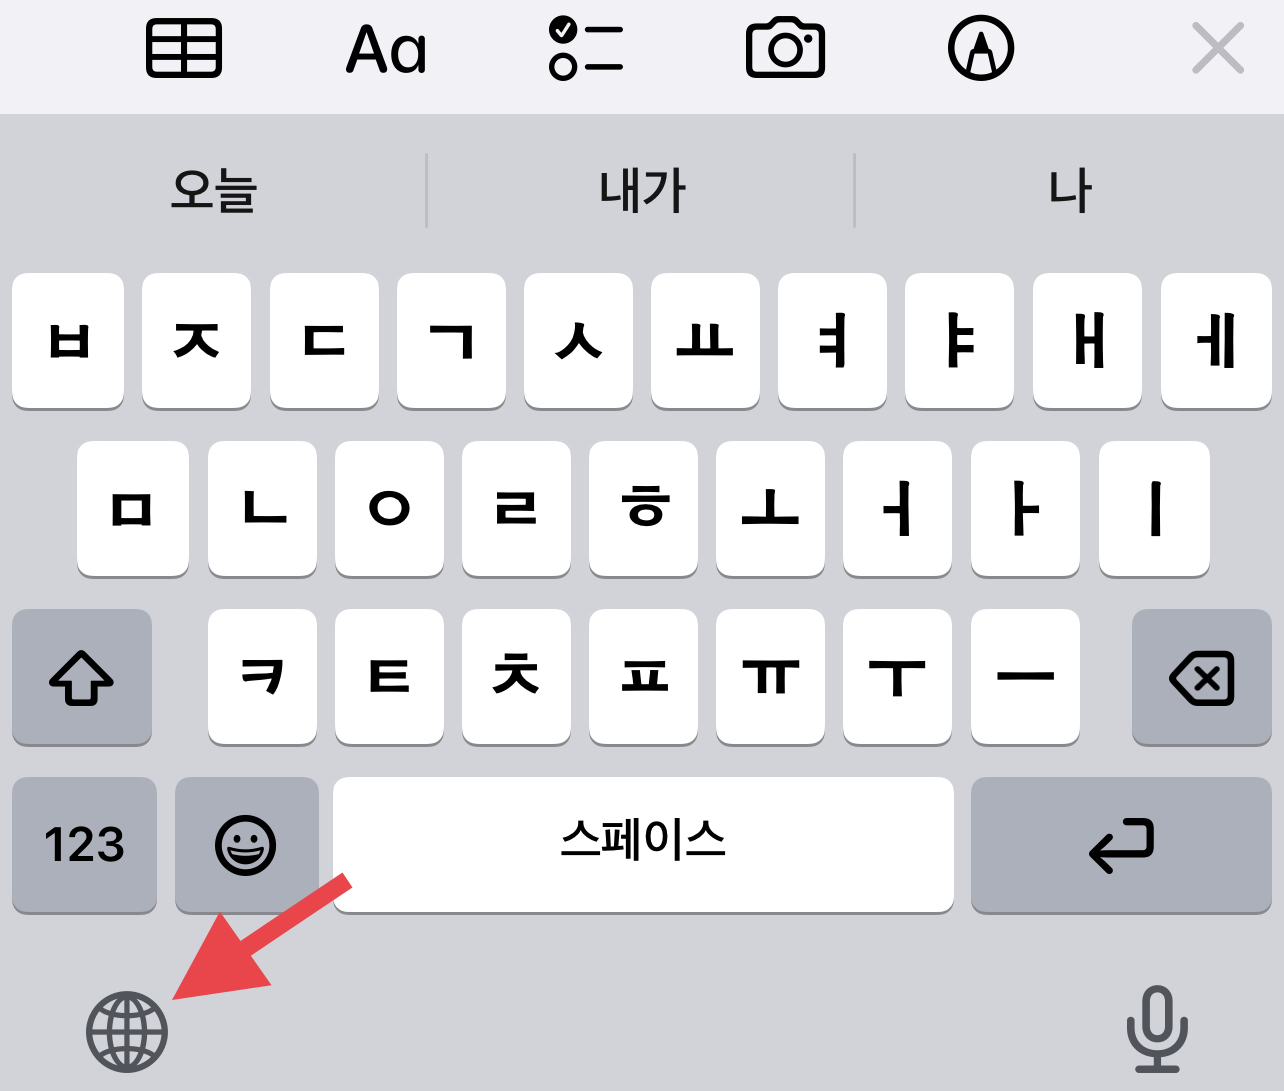 Aa
오늘 내가 나
ㅂ ㅈ ㄷ ㄱ ㅅ ㅛ ㅕ ㅑ ㅐ ㅔ
ㅁ ㄴ ㅇ ㄹ ㅎ ㅗ ㅓ ㅏ ㅣ
ㅋ ㅌ ㅊ ㅍ ㅠ ㅜ ㅡ
123 스페이스